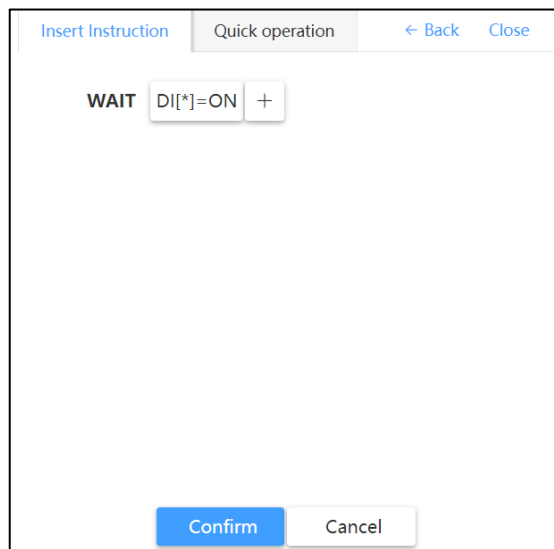 Insert Instruction Quick operation ← Back Close
WAIT DI[*]=ON +
Confirm Cancel